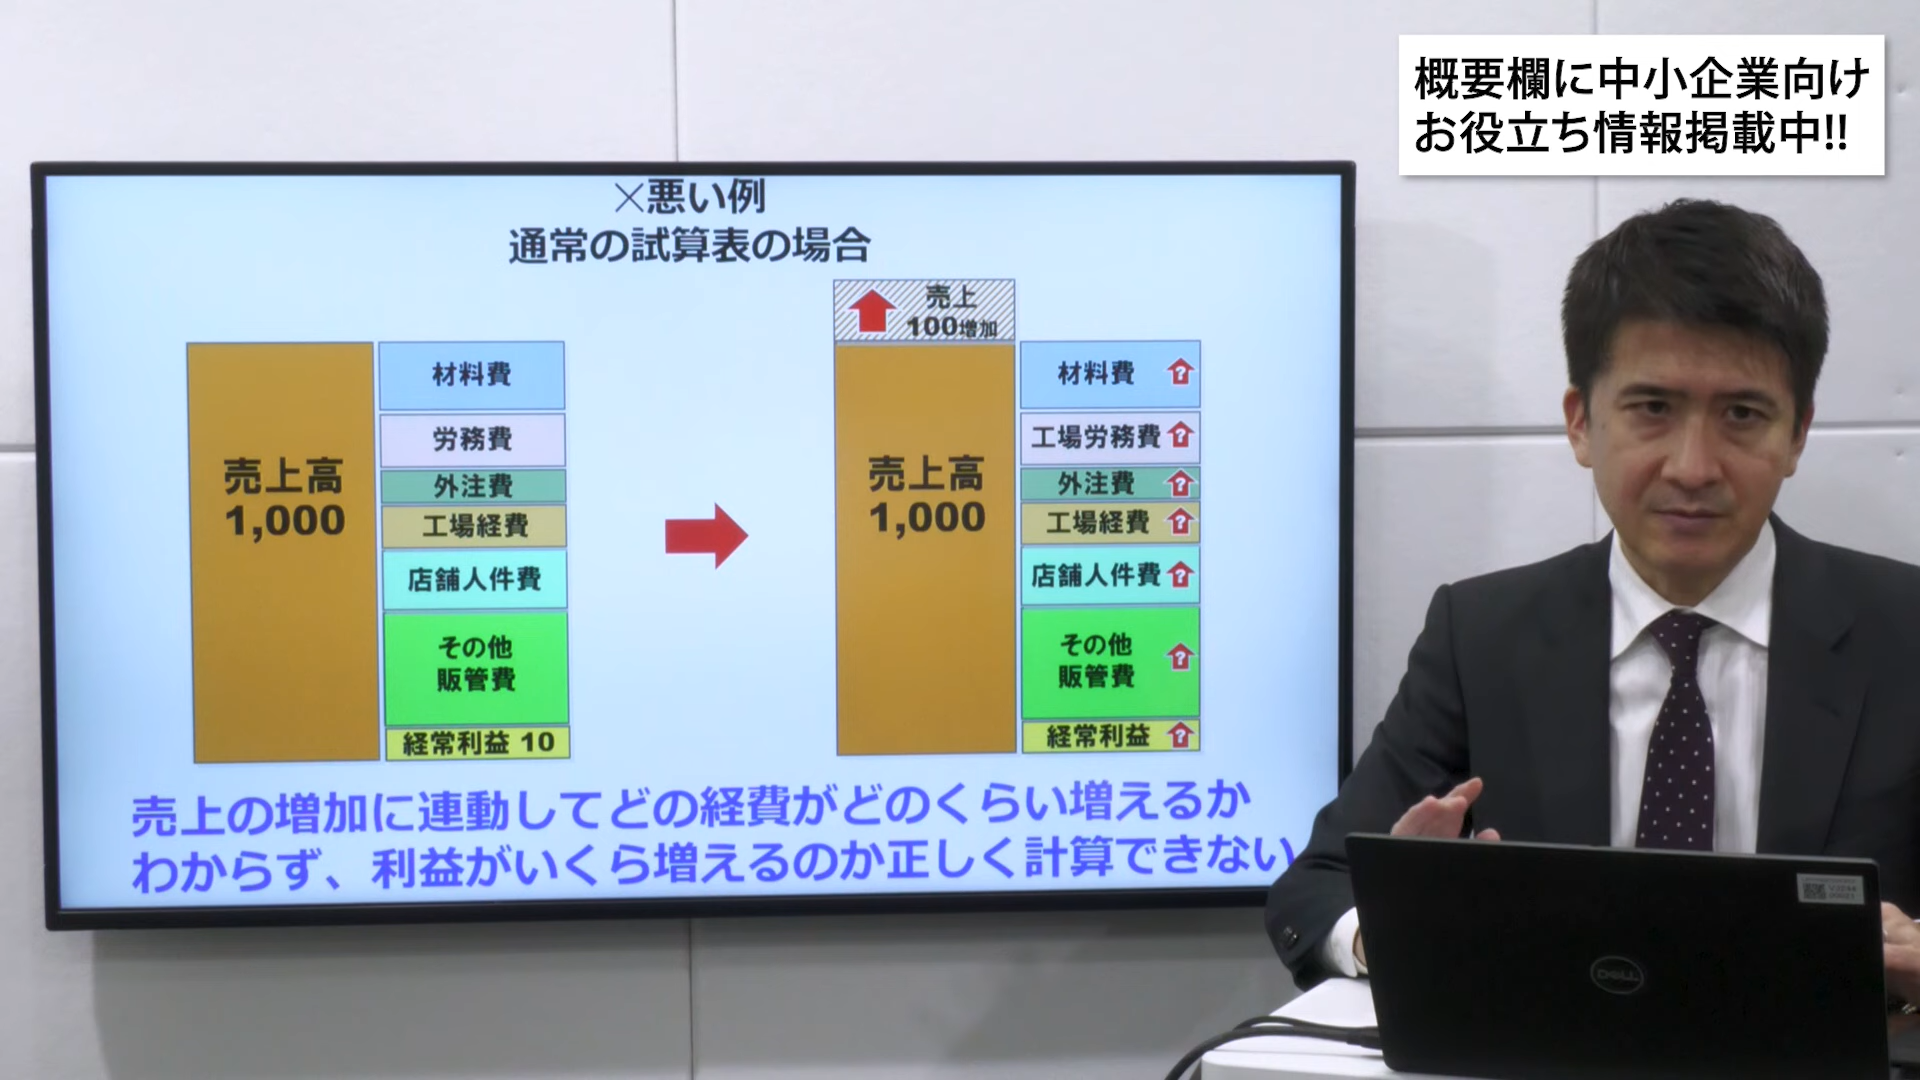 概要欄に中小企業向け
お役立ち情報掲載中!!
×悪い例
通常の試算表の場合
売上高
1,000
材料費
労務費
外注費
工場経費
店舗人件費
その他
販管費
経常利益 10
売上
100増加
売上高
1,000
材料費 ?
工場労務費 ?
外注費 ?
工場経費 ?
店舗人件費 ?
その他
販管費 ?
経常利益 ?
売上の増加に連動してどの経費がどのくらい増えるか
わからず、利益がいくら増えるのか正しく計算できない
DELL